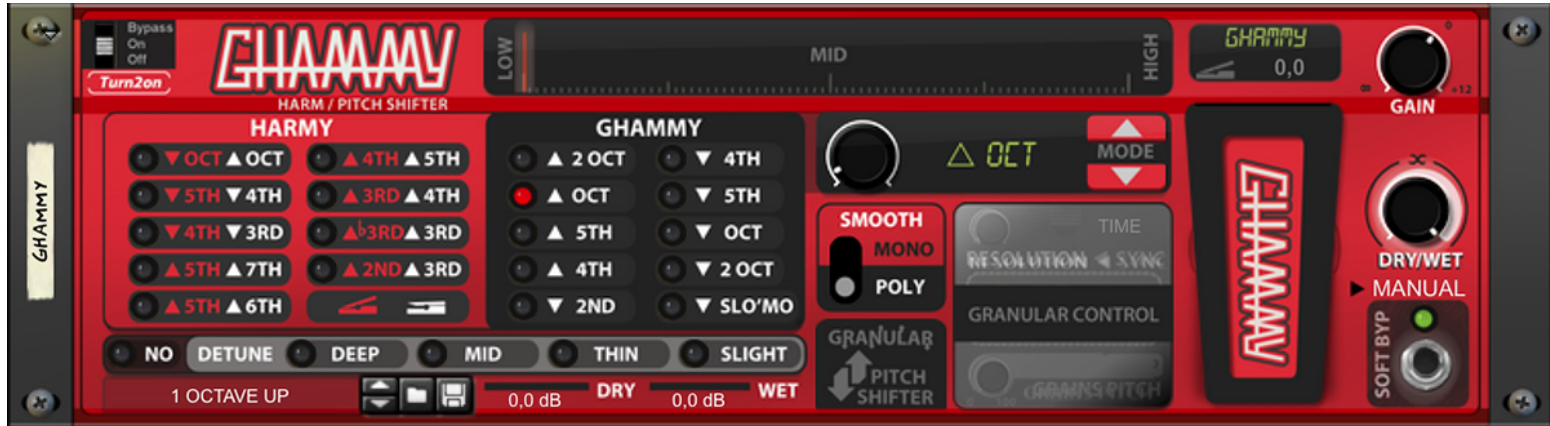 Bypass
On
Off
Turn2on
GHAMMY
HARM / PITCH SHIFTER
LOW
MID
HIGH
GHAMMY
0,0
0
∞ +12
GAIN
GHAMMY
HARMY
▼ OCT ▲ OCT ▲ 4TH ▲ 5TH
▼ 5TH ▼ 4TH ▲ 3RD ▲ 4TH
▼ 4TH ▼ 3RD ▲ b3RD ▲ 3RD
▲ 5TH ▲ 7TH ▲ 2ND ▲ 3RD
▲ 5TH ▲ 6TH
GHAMMY
▲ 2 OCT ▼ 4TH
▲ OCT ▼ 5TH
▲ 5TH ▼ OCT
▲ 4TH ▼ 2 OCT
▼ 2ND ▼ SLO'MO
NO DETUNE DEEP MID THIN SLIGHT
1 OCTAVE UP
0,0 dB DRY 0,0 dB WET
△ OCT
MODE
SMOOTH
MONO
POLY
GRANULAR
PITCH
SHIFTER
TIME
RESOLUTION ◄ SYNC
GRANULAR CONTROL
GRAINS PITCH
GHAMMY
DRY/WET
► MANUAL
SOFT BYP